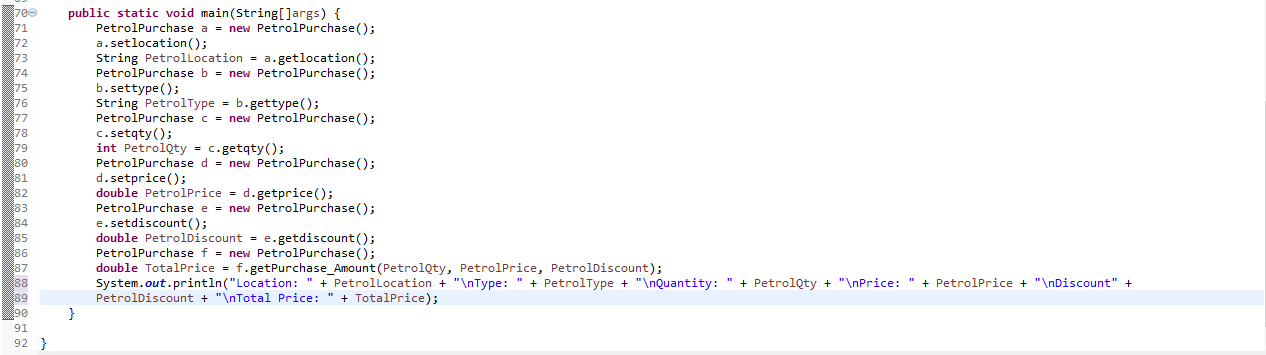 70 public static void main(String[]args) {
71 PetrolPurchase a = new PetrolPurchase();
72 a.setlocation();
73 String PetrolLocation = a.getlocation();
74 PetrolPurchase b = new PetrolPurchase();
75 b.settype();
76 String PetrolType = b.gettype();
77 PetrolPurchase c = new PetrolPurchase();
78 c.setqty();
79 int PetrolQty = c.getqty();
80 PetrolPurchase d = new PetrolPurchase();
81 d.setprice();
82 double PetrolPrice = d.getprice();
83 PetrolPurchase e = new PetrolPurchase();
84 e.setdiscount();
85 double PetrolDiscount = e.getdiscount();
86 PetrolPurchase f = new PetrolPurchase();
87 double TotalPrice = f.getPurchase_Amount(PetrolQty, PetrolPrice, PetrolDiscount);
88 System.out.println("Location: " + PetrolLocation + "\nType: " + PetrolType + "\nQuantity: " + PetrolQty + "\nPrice: " + PetrolPrice + "\nDiscount" +
89 PetrolDiscount + "\nTotal Price: " + TotalPrice);
90 }
91
92 }